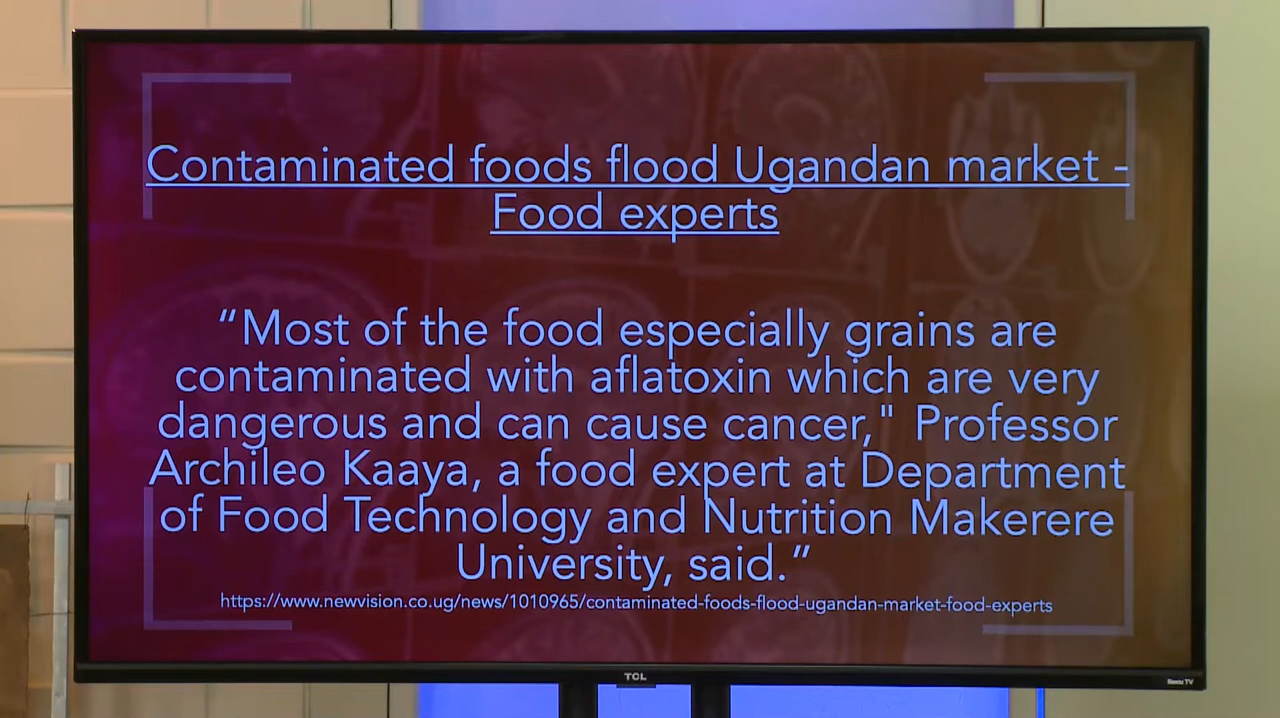 Contaminated foods flood Ugandan market -
Food experts
“Most of the food especially grains are
contaminated with aflatoxin which are very
dangerous and can cause cancer," Professor
Archileo Kaaya, a food expert at Department
of Food Technology and Nutrition Makerere
University, said.”
https://www.newvision.co.ug/news/1010965/contaminated-foods-flood-ugandan-market-food-experts
TCL
Roku TV